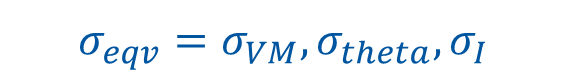 σ_eqv = σ_VM, σ_theta, σ_I